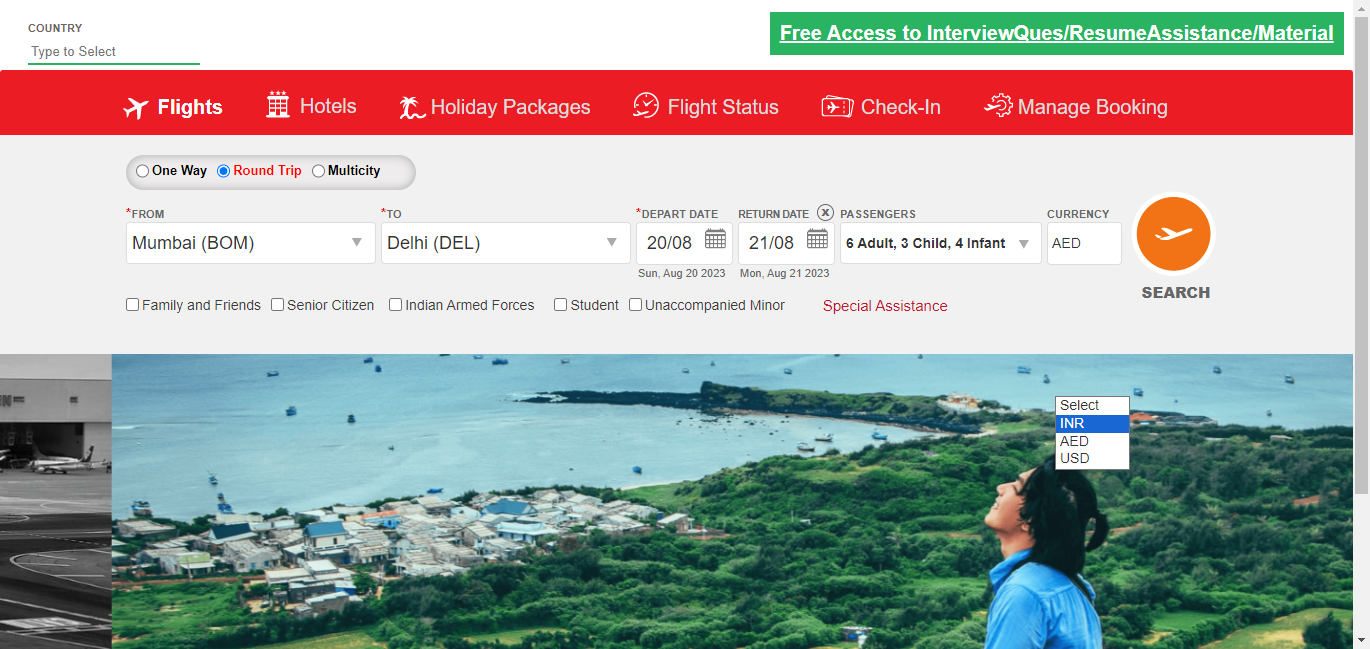 COUNTRY
Type to Select
Free Access to InterviewQues/ResumeAssistance/Material
Flights
Hotels
Holiday Packages
Flight Status
Check-In
Manage Booking
One Way
Round Trip
Multicity
*FROM
*TO
*DEPART DATE
RETURN DATE
X
PASSENGERS
CURRENCY
Mumbai (BOM)
Delhi (DEL)
20/08
21/08
6 Adult, 3 Child, 4 Infant
AED
Sun, Aug 20 2023
Mon, Aug 21 2023
SEARCH
Family and Friends
Senior Citizen
Indian Armed Forces
Student
Unaccompanied Minor
Special Assistance
Select
INR
AED
USD